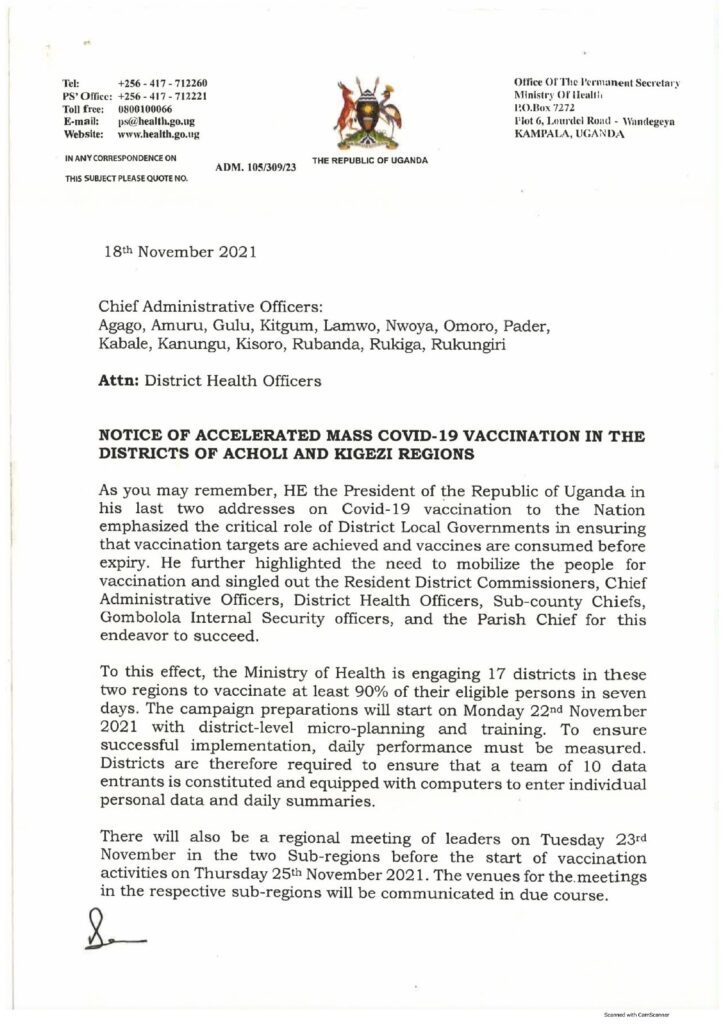 Tel: +256 - 417 - 712260
PS' Office: +256 - 417 - 712221
Toll free: 0800100066
E-mail: ps@health.go.ug
Website: www.health.go.ug
IN ANY CORRESPONDENCE ON
THIS SUBJECT PLEASE QUOTE NO.
ADM. 105/309/23
THE REPUBLIC OF UGANDA
Office Of The Permanent Secretary
Ministry Of Health
P.O.Box 7272
Plot 6, Lourdel Road - Wandegeya
KAMPALA, UGANDA
18th November 2021
Chief Administrative Officers:
Agago, Amuru, Gulu, Kitgum, Lamwo, Nwoya, Omoro, Pader,
Kabale, Kanungu, Kisoro, Rubanda, Rukiga, Rukungiri
Attn: District Health Officers
NOTICE OF ACCELERATED MASS COVID-19 VACCINATION IN THE
DISTRICTS OF ACHOLI AND KIGEZI REGIONS
As you may remember, HE the President of the Republic of Uganda in
his last two addresses on Covid-19 vaccination to the Nation
emphasized the critical role of District Local Governments in ensuring
that vaccination targets are achieved and vaccines are consumed before
expiry. He further highlighted the need to mobilize the people for
vaccination and singled out the Resident District Commissioners, Chief
Administrative Officers, District Health Officers, Sub-county Chiefs,
Gombolola Internal Security officers, and the Parish Chief for this
endeavor to succeed.
To this effect, the Ministry of Health is engaging 17 districts in these
two regions to vaccinate at least 90% of their eligible persons in seven
days. The campaign preparations will start on Monday 22nd November
2021 with district-level micro-planning and training. To ensure
successful implementation, daily performance must be measured.
Districts are therefore required to ensure that a team of 10 data
entrants is constituted and equipped with computers to enter individual
personal data and daily summaries.
There will also be a regional meeting of leaders on Tuesday 23rd
November in the two Sub-regions before the start of vaccination
activities on Thursday 25th November 2021. The venues for the meetings
in the respective sub-regions will be communicated in due course.
Scanned with CamScanner